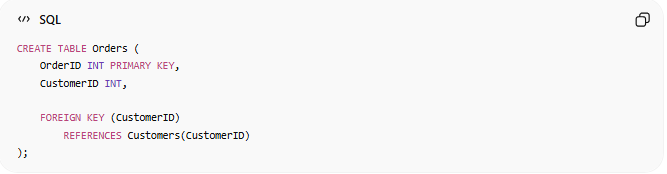 SQL
CREATE TABLE Orders (
    OrderID INT PRIMARY KEY,
    CustomerID INT,

    FOREIGN KEY (CustomerID)
        REFERENCES Customers(CustomerID)
);